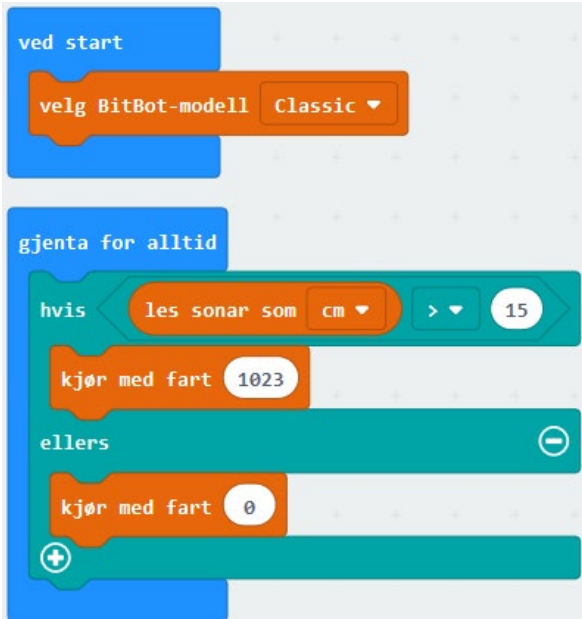 ved start
velg BitBot-modell Classic
gjenta for alltid
hvis les sonar som cm > 15
kjør med fart 1023
ellers
kjør med fart 0